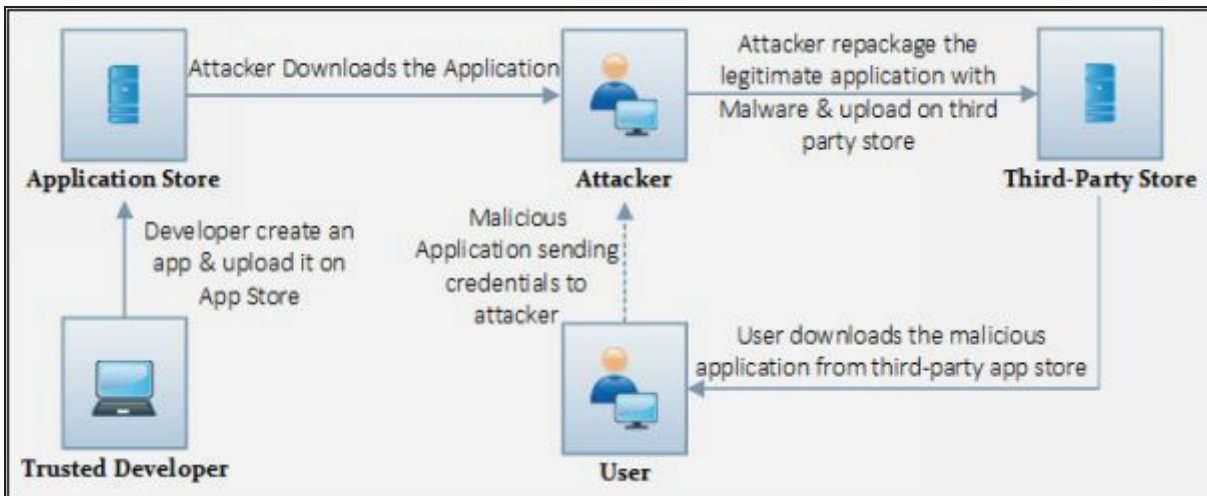 Attacker Downloads the Application
Attacker repackage the
legitimate application with
Malware & upload on third
party store
Application Store
Attacker
Third-Party Store
Developer create an
app & upload it on
App Store
Malicious
Application sending
credentials to
attacker
User downloads the malicious
application from third-party app store
Trusted Developer
User